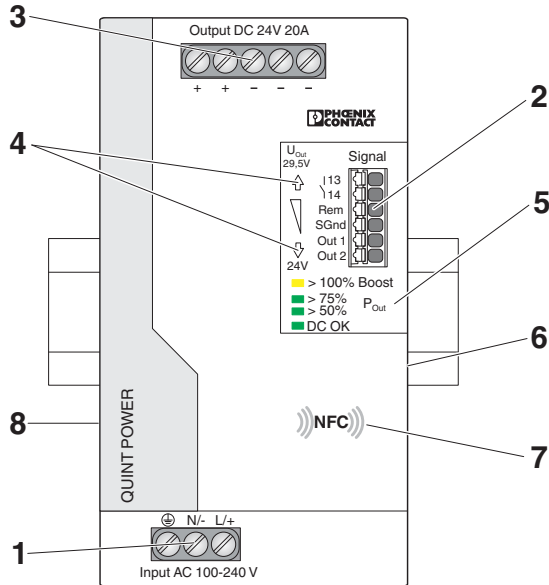 3
Output DC 24V 20A
+ + – – –
PHŒNIX
CONTACT
2
4
UOut
29,5V
Signal
13
14
Rem
SGnd
Out 1
Out 2
24V
5
> 100% Boost
> 75%
> 50%
POut
DC OK
6
8
QUINT POWER
NFC
7
N/- L/+
1
Input AC 100-240 V